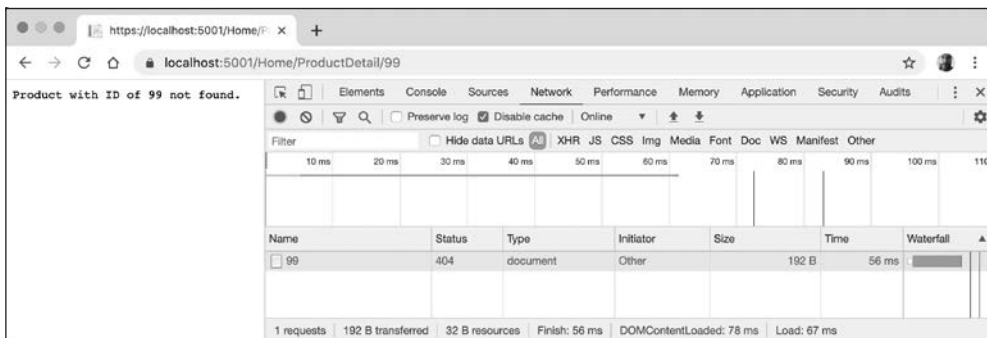 https://localhost:5001/Home/P
localhost:5001/Home/ProductDetail/99
Product with ID of 99 not found.
Elements Console Sources Network Performance Memory Application Security Audits
Preserve log Disable cache Online
Filter Hide data URLs All XHR JS CSS Img Media Font Doc WS Manifest Other
10 ms 20 ms 30 ms 40 ms 50 ms 60 ms 70 ms 80 ms 90 ms 100 ms 110
Name Status Type Initiator Size Time Waterfall
99 404 document Other 192 B 56 ms
1 requests 192 B transferred 32 B resources Finish: 56 ms DOMContentLoaded: 78 ms Load: 67 ms